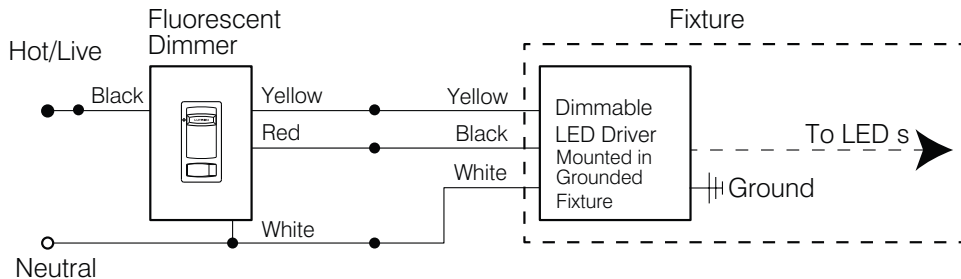 Fluorescent
Dimmer
Fixture
Hot/Live
Black
Yellow
Yellow
Red
Black
White
White
Neutral
Dimmable
LED Driver
Mounted in
Grounded
Fixture
To LED s
Ground